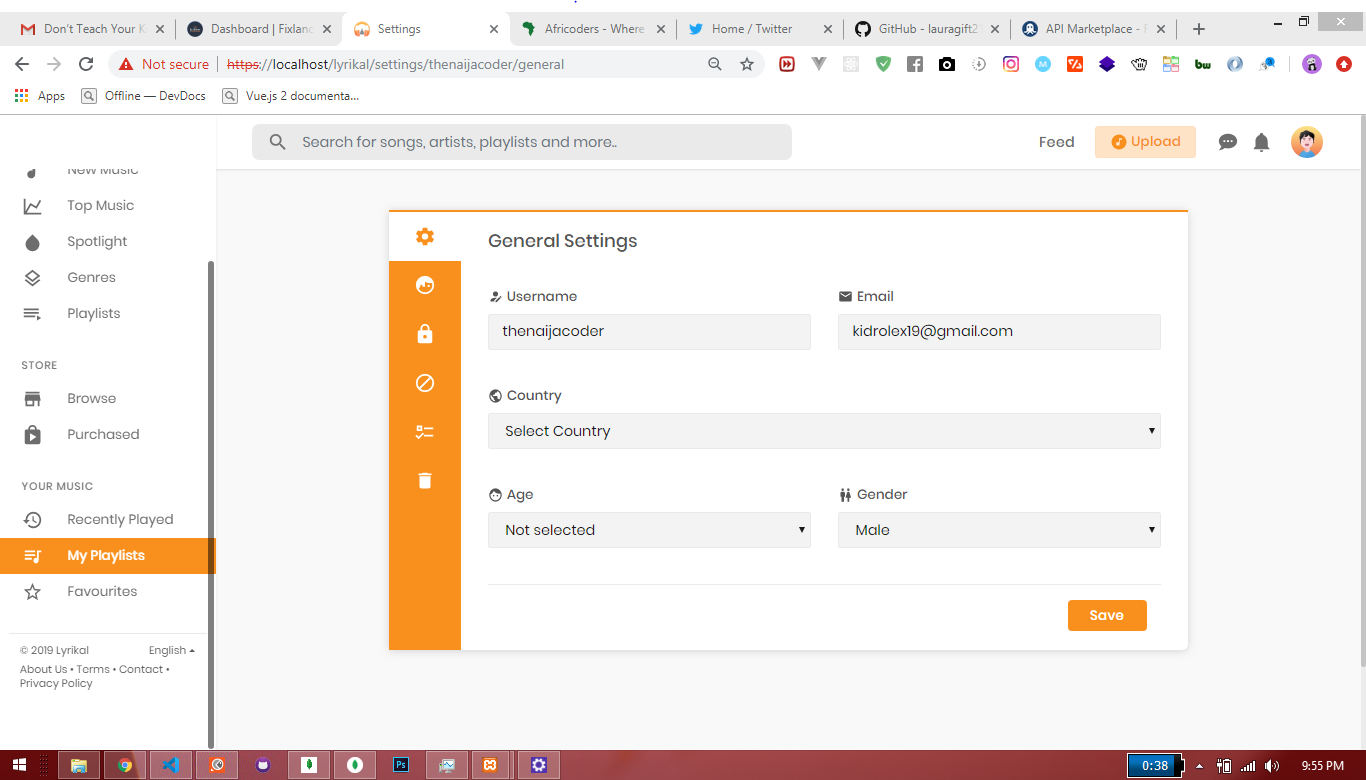 Don't Teach Your K
Dashboard | Fixlanc
Settings
Africoders - Where
Home / Twitter
GitHub - lauragift2
API Marketplace - F
Not secure
https://localhost/lyrikal/settings/thenaijacoder/general
Apps
Offline — DevDocs
Vue.js 2 documenta...
Search for songs, artists, playlists and more..
Feed
Upload
New Music
Top Music
Spotlight
Genres
Playlists
STORE
Browse
Purchased
YOUR MUSIC
Recently Played
My Playlists
Favourites
© 2019 Lyrikal
English
About Us • Terms • Contact •
Privacy Policy
General Settings
Username
Email
thenaijacoder
kidrolex19@gmail.com
Country
Select Country
Age
Gender
Not selected
Male
Save
Ps
0:38
9:55 PM